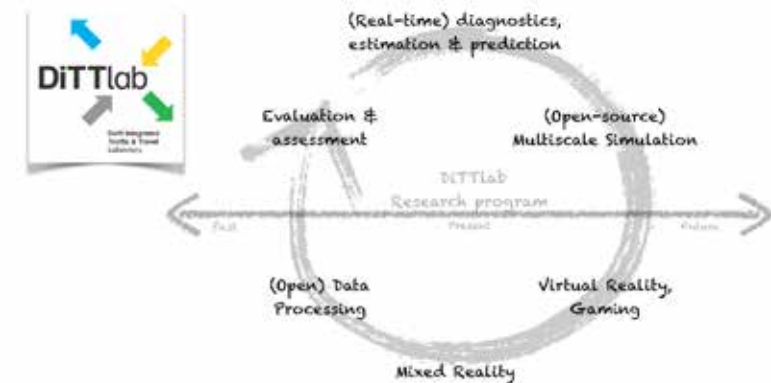 (Real-time) diagnostics,
estimation & prediction
DiTTlab
Delft Integrated
Traffic & Travel
Laboratory
Evaluation &
assessment
(Open-source)
Multiscale Simulation
DiTTlab
Research program
Past
Present
Future
(Open) Data
Processing
Virtual Reality,
Gaming
Mixed Reality